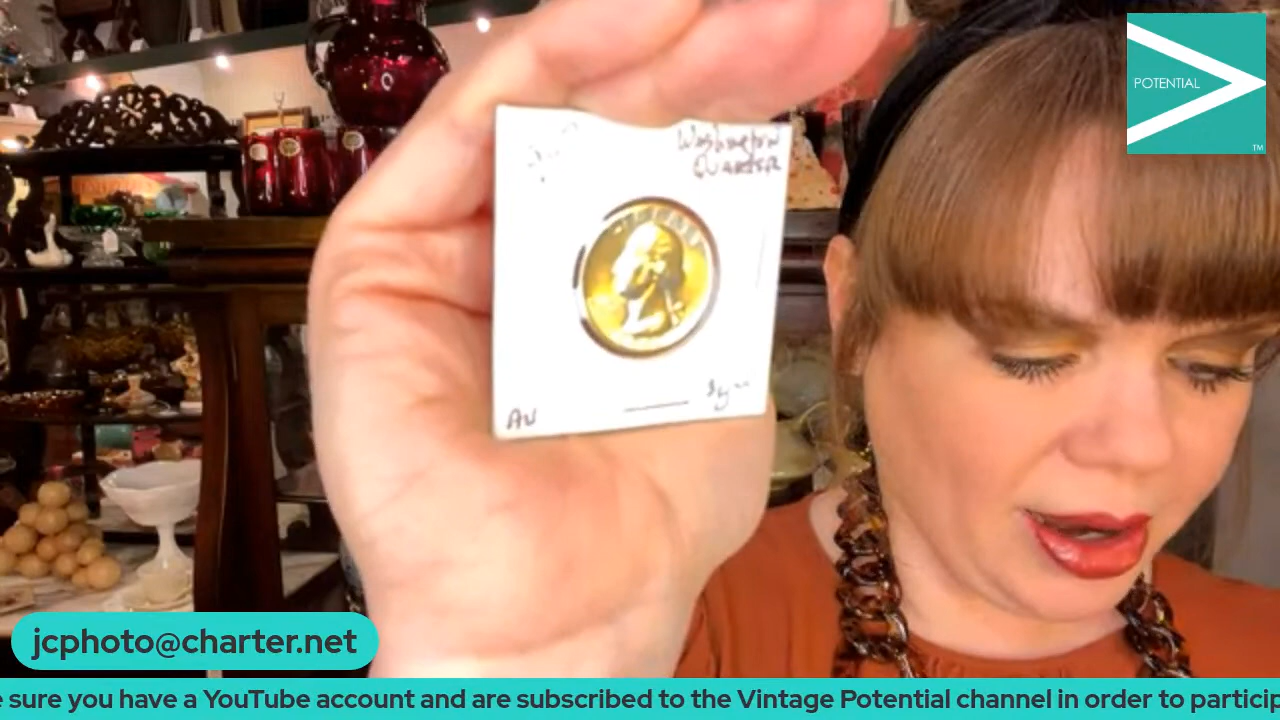 POTENTIAL
TM
Washington
Quarter
AU
jcphoto@charter.net
sure you have a YouTube account and are subscribed to the Vintage Potential channel in order to particip